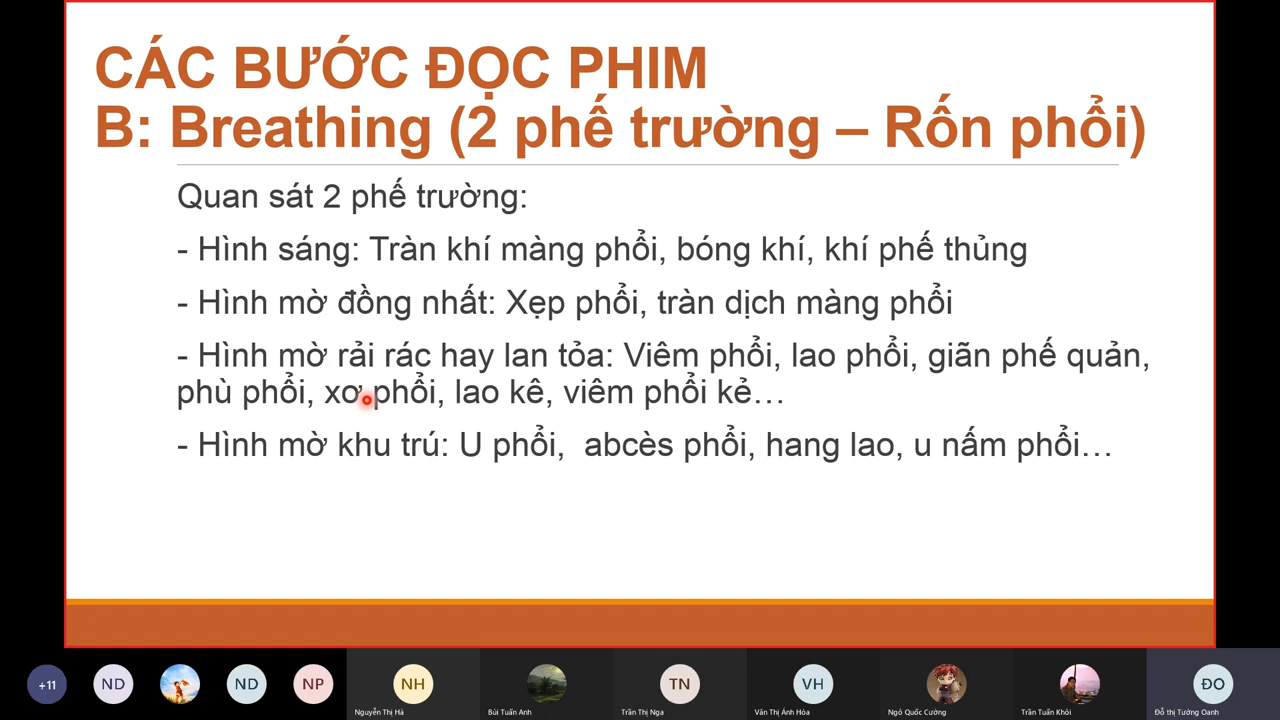 CÁC BƯỚC ĐỌC PHIM
B: Breathing (2 phế trường – Rốn phổi)
Quan sát 2 phế trường:
- Hình sáng: Tràn khí màng phổi, bóng khí, khí phế thủng
- Hình mờ đồng nhất: Xẹp phổi, tràn dịch màng phổi
- Hình mờ rải rác hay lan tỏa: Viêm phổi, lao phổi, giãn phế quản,
phù phổi, xơ phổi, lao kê, viêm phổi kẻ…
- Hình mờ khu trú: U phổi, abcès phổi, hang lao, u nấm phổi…
+11 ND ND NP NH TN VH ĐO
Nguyễn Thị Hà Bùi Tuấn Anh Trần Thị Nga Văn Thị Ánh Hòa Ngô Quốc Cường Trần Tuấn Khôi Đỗ thị Tường Oanh